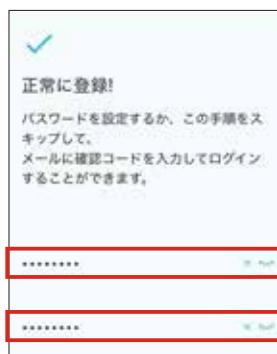 正常に登録!
パスワードを設定するか、この手順をス
キップして、
メールに確認コードを入力してログイン
することができます。
••••••••
••••••••